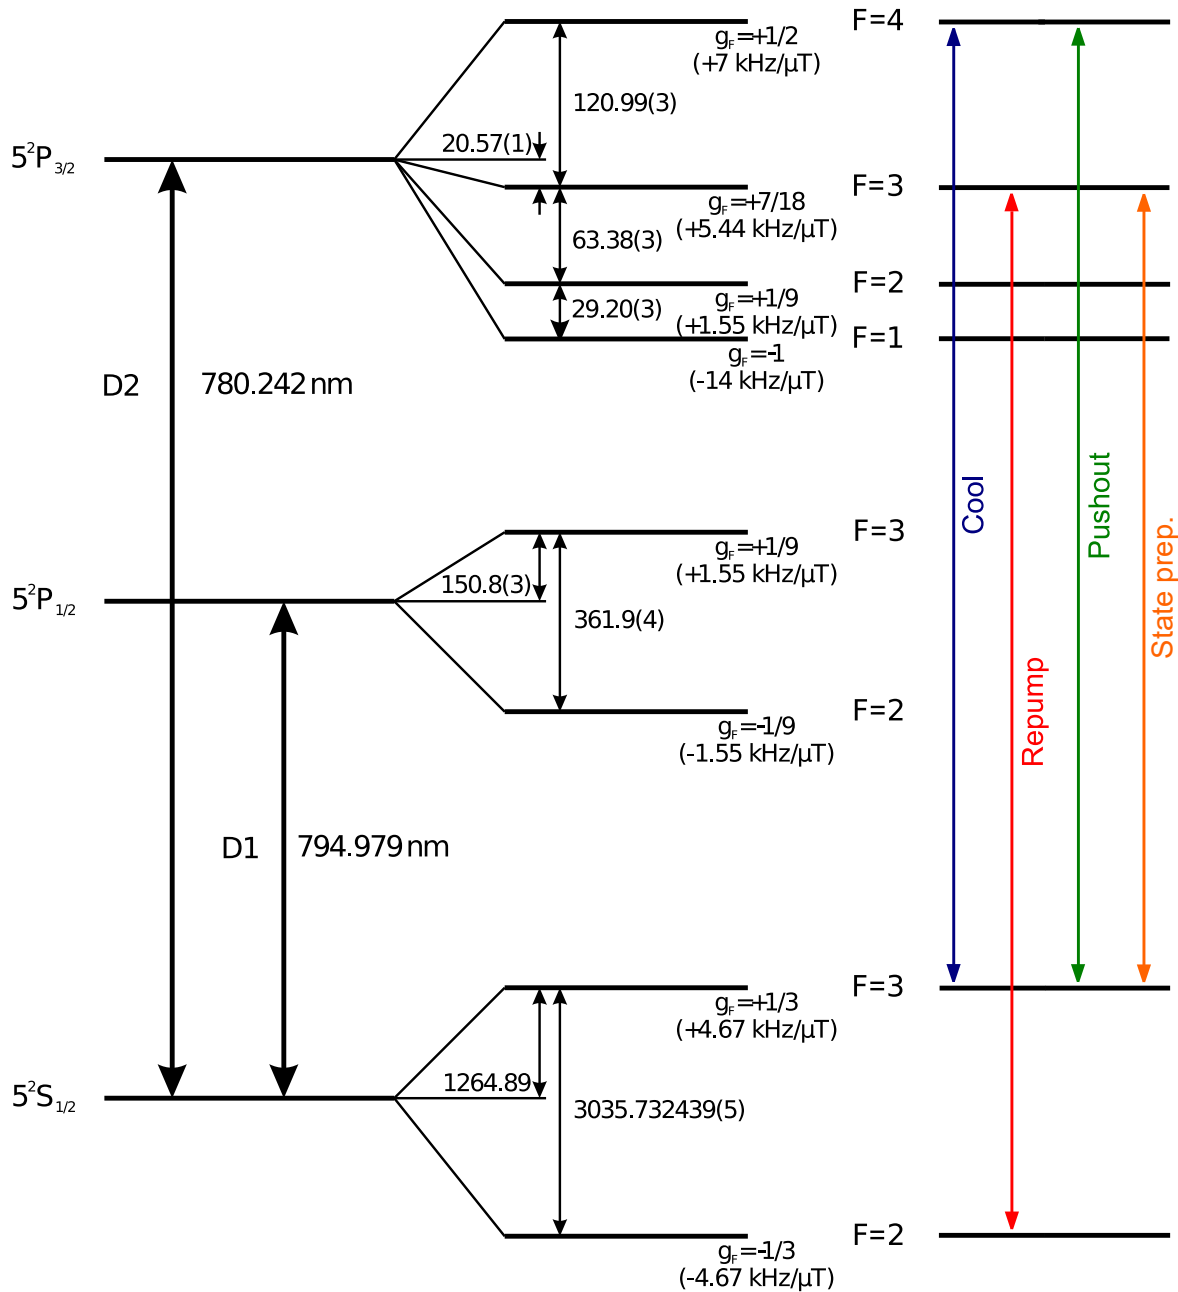 F=4
g_F=+1/2
(+7 kHz/μT)
120.99(3)
20.57(1)
5²P₃/₂
F=3
g_F=+7/18
(+5.44 kHz/μT)
63.38(3)
F=2
g_F=+1/9
(+1.55 kHz/μT)
29.20(3)
F=1
g_F=-1
(-14 kHz/μT)
D2
780.242 nm
Cool
Pushout
State prep.
Repump
F=3
g_F=+1/9
(+1.55 kHz/μT)
150.8(3)
5²P₁/₂
361.9(4)
F=2
g_F=-1/9
(-1.55 kHz/μT)
D1
794.979 nm
F=3
g_F=+1/3
(+4.67 kHz/μT)
1264.89
5²S₁/₂
3035.732439(5)
F=2
g_F=-1/3
(-4.67 kHz/μT)